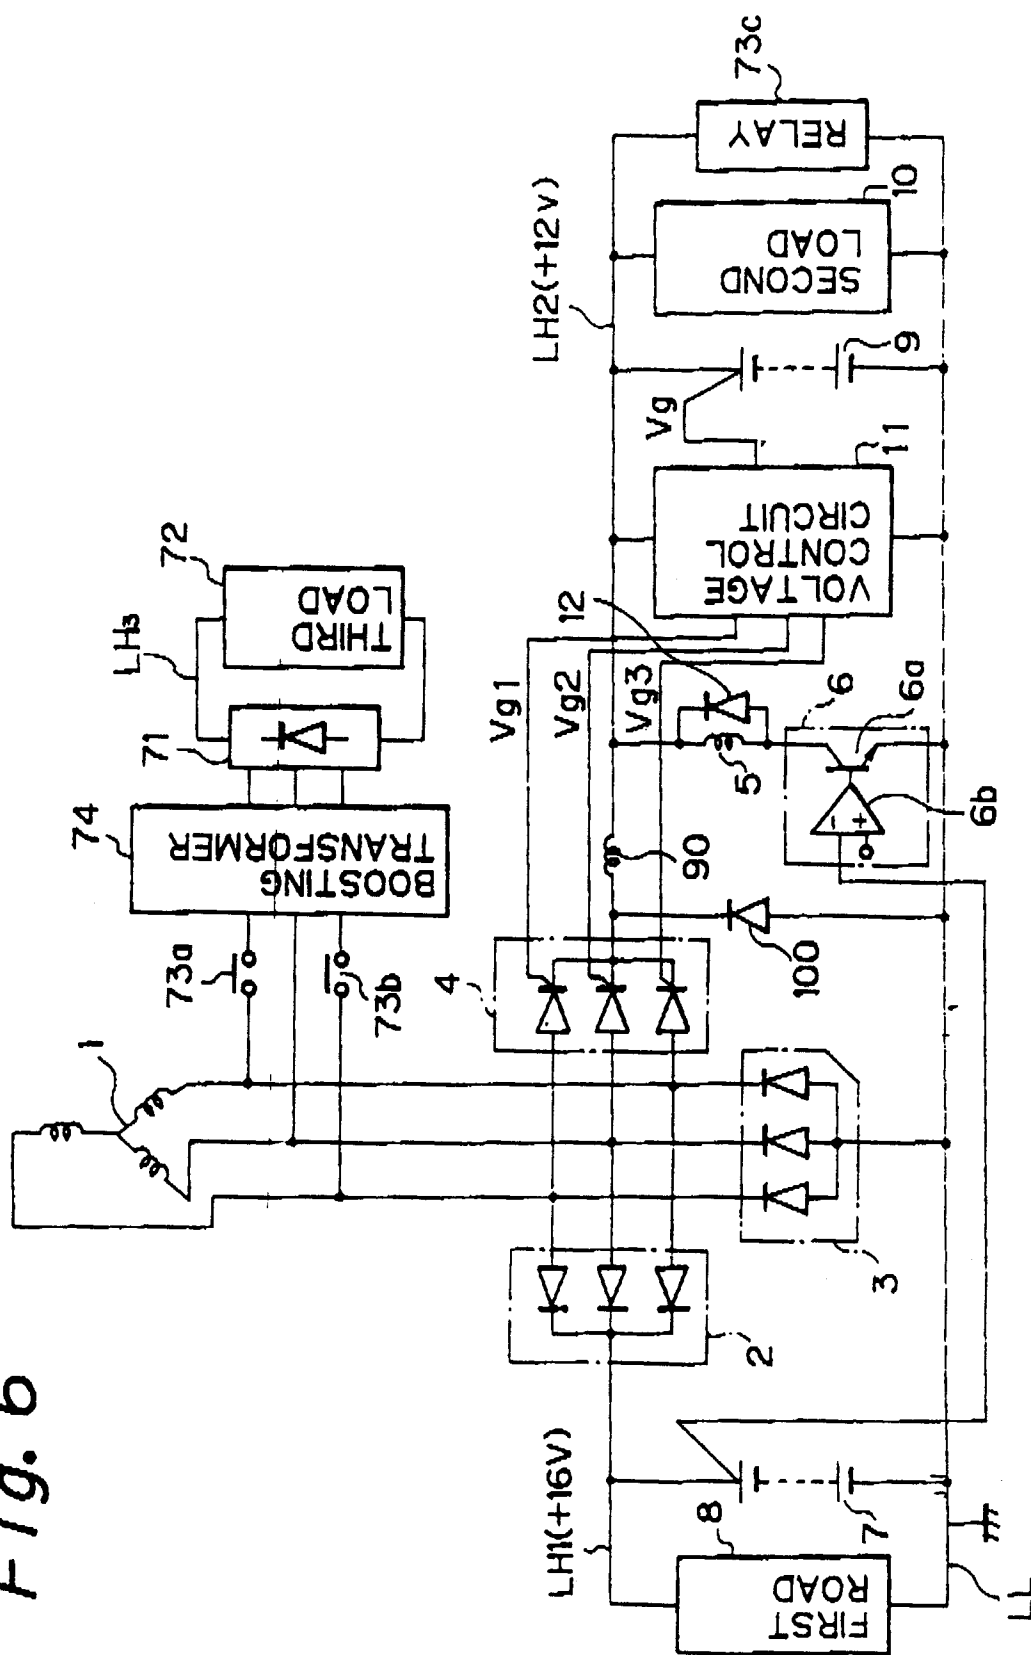 Fig. 6
1
73a
73b
74
BOOSTING
TRANSFORMER
71
LH3
72
THIRD
LOAD
LH1(+16V)
FIRST
ROAD
8
7
LL
2
3
4
100
90
Vg1
Vg2
Vg3
5
12
6
6a
6b
VOLTAGE
CONTROL
CIRCUIT
11
Vg
9
LH2(+12V)
SECOND
LOAD
10
RELAY
73c